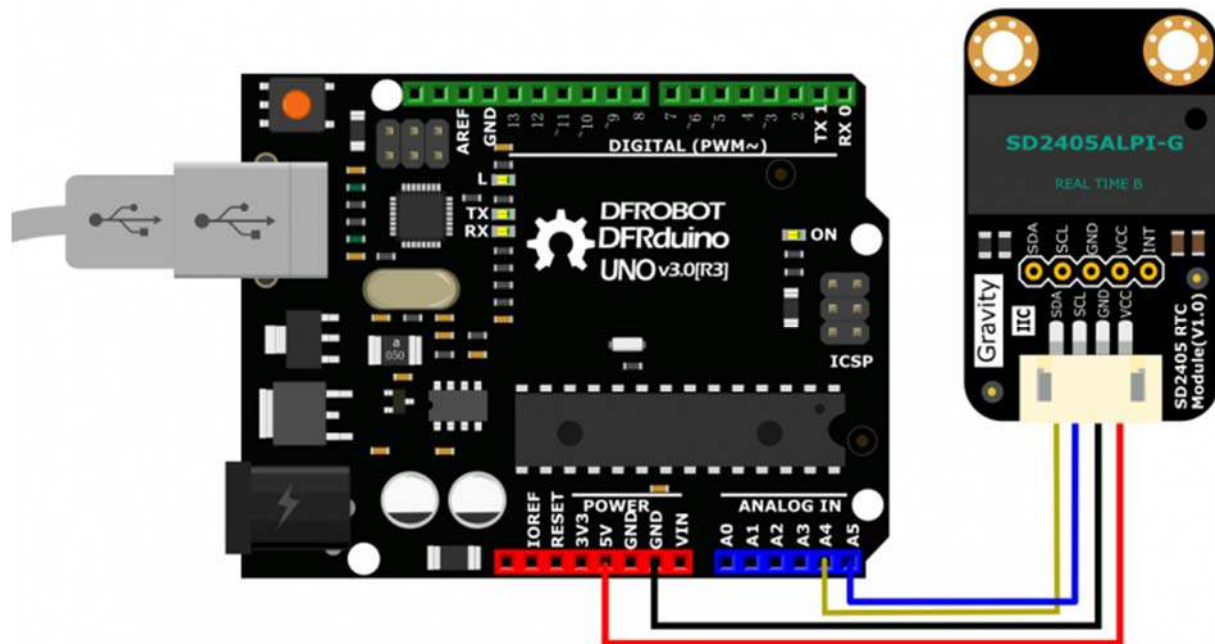 AREF
GND
13
12
~11
~10
~9
8
7
~6
~5
4
~3
2
TX 1
RX 0
DIGITAL (PWM~)
L
TX
RX
DFROBOT
DFRduino
UNO v3.0[R3]
ON
ICSP
a
050
POWER
ANALOG IN
IOREF
RESET
3V3
5V
GND
GND
VIN
A0
A1
A2
A3
A4
A5
SD2405ALPI-G
REAL TIME B
SDA
SCL
GND
VCC
INT
SDA
SCL
GND
VCC
IIC
Gravity
SD2405 RTC
Module(V1.0)